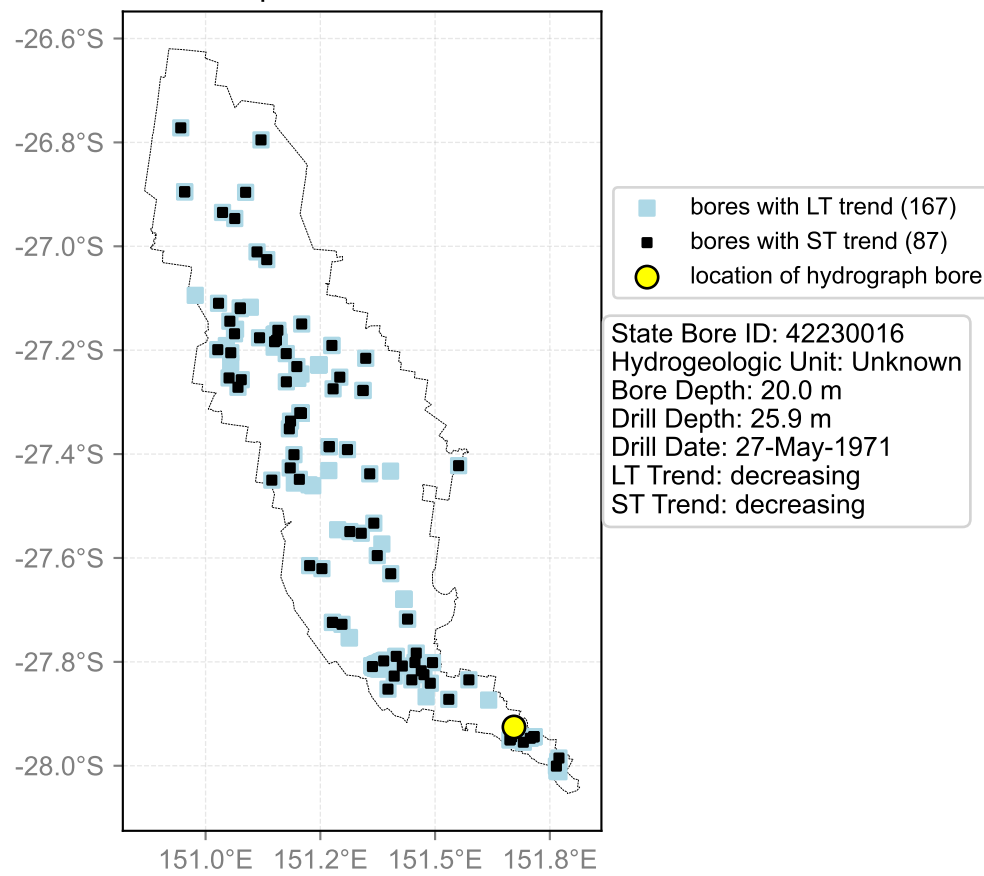 -26.6°S
-26.8°S
-27.0°S
-27.2°S
-27.4°S
-27.6°S
-27.8°S
-28.0°S
151.0°E
151.2°E
151.5°E
151.8°E
bores with LT trend (167)
bores with ST trend (87)
location of hydrograph bore
State Bore ID: 42230016
Hydrogeologic Unit: Unknown
Bore Depth: 20.0 m
Drill Depth: 25.9 m
Drill Date: 27-May-1971
LT Trend: decreasing
ST Trend: decreasing